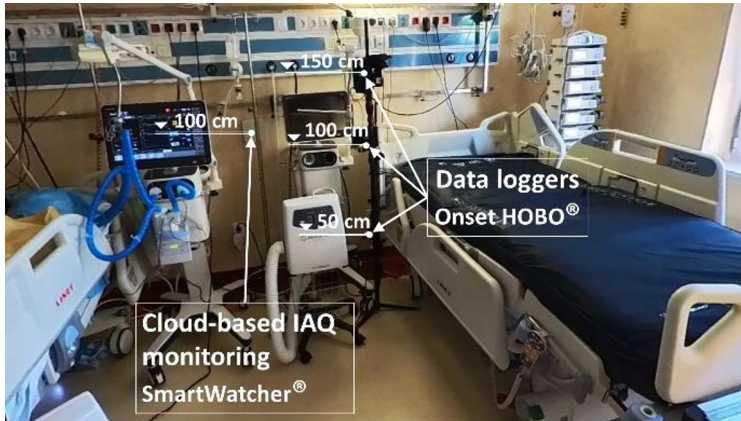 150 cm
100 cm
100 cm
50 cm
Data loggers
Onset HOBO®
Cloud-based IAQ
monitoring
SmartWatcher®
LINET
LINET